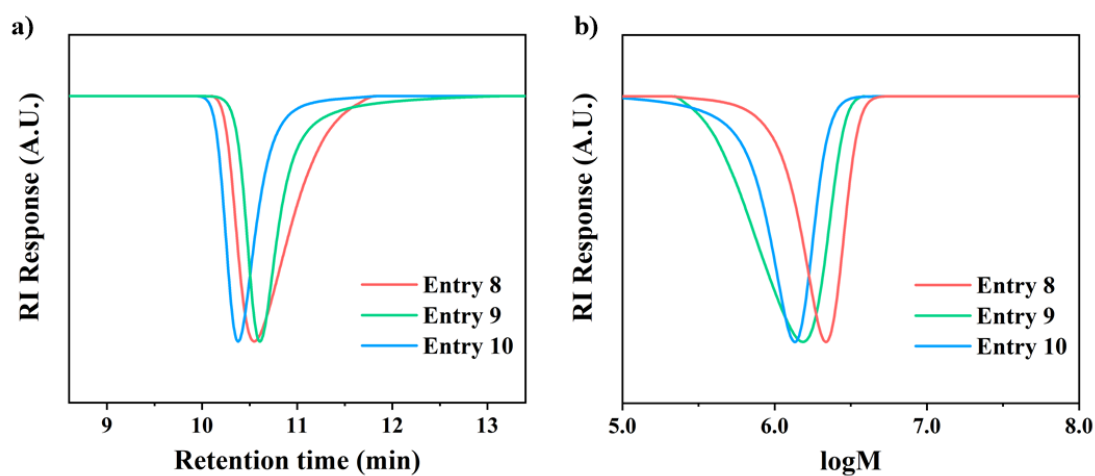 a)
RI Response (A.U.)
Entry 8
Entry 9
Entry 10
9 10 11 12 13
Retention time (min)
b)
RI Response (A.U.)
Entry 8
Entry 9
Entry 10
5.0 6.0 7.0 8.0
logM